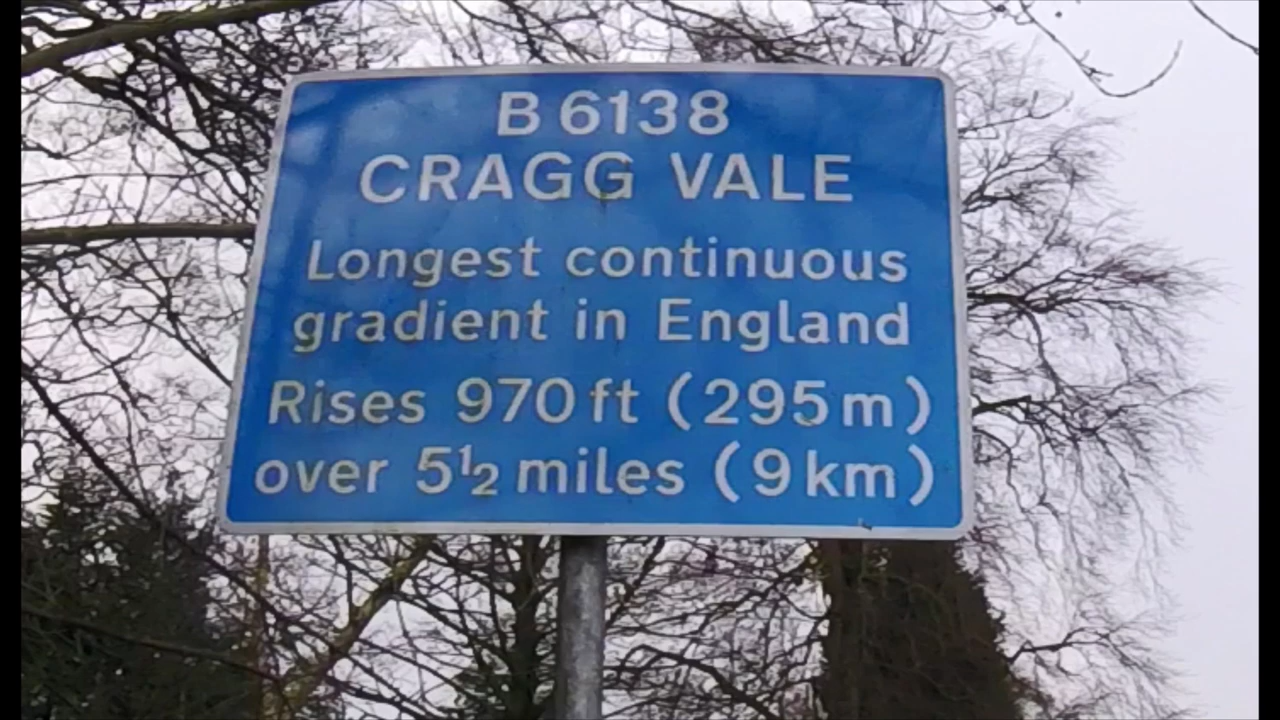 B 6138
CRAGG VALE
Longest continuous
gradient in England
Rises 970 ft (295 m)
over 5½ miles (9 km)